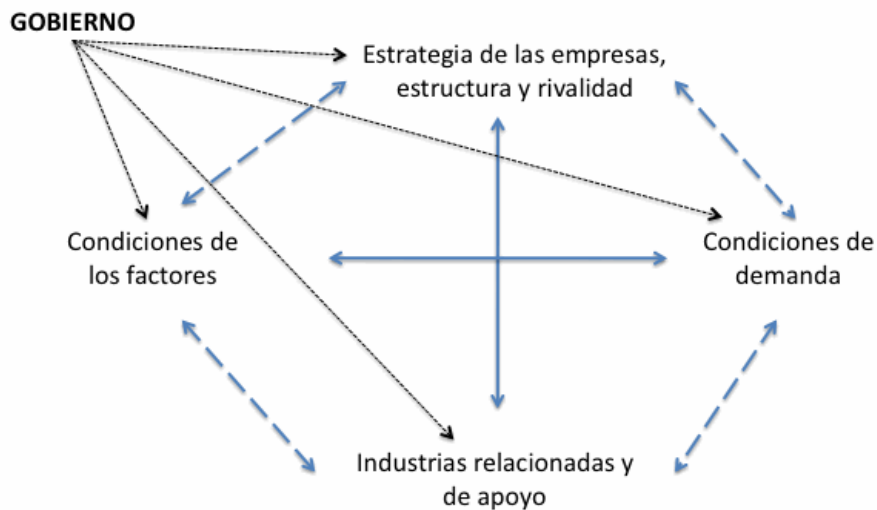 GOBIERNO
Estrategia de las empresas,
estructura y rivalidad
Condiciones de
los factores
Condiciones de
demanda
Industrias relacionadas y
de apoyo